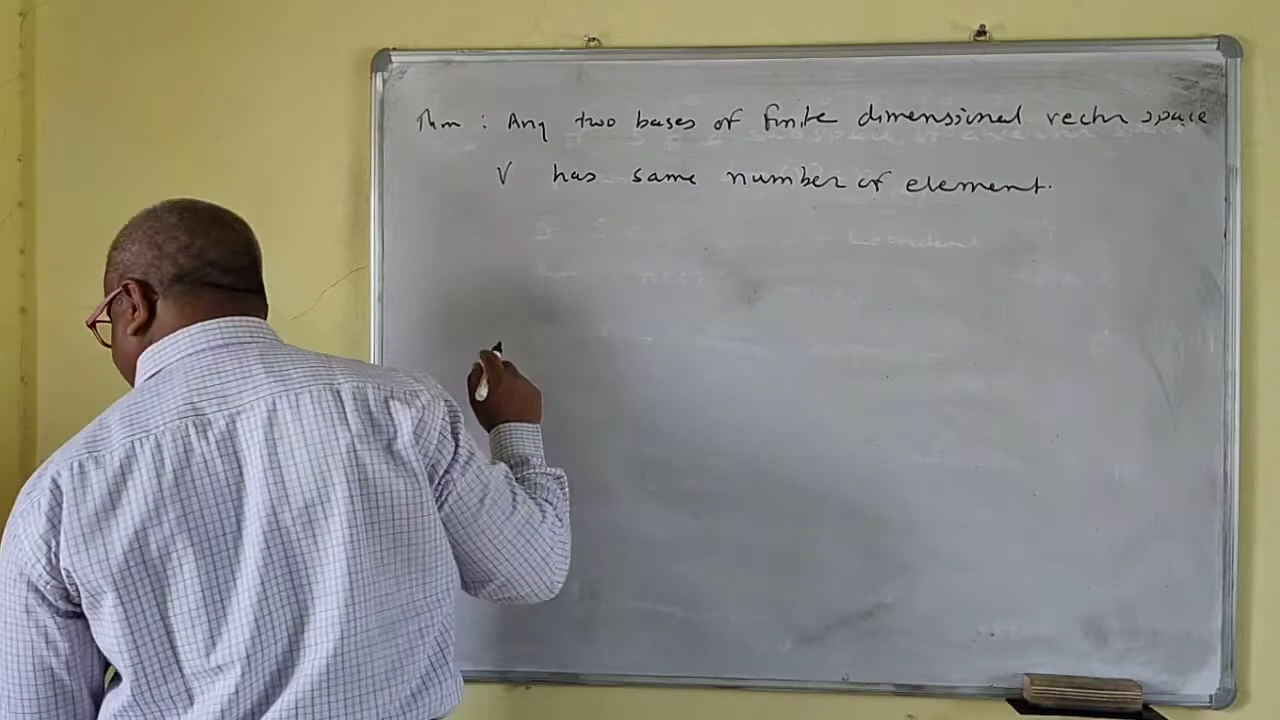 Thm : Any two bases of finite dimensional vector space
V has same number of element.